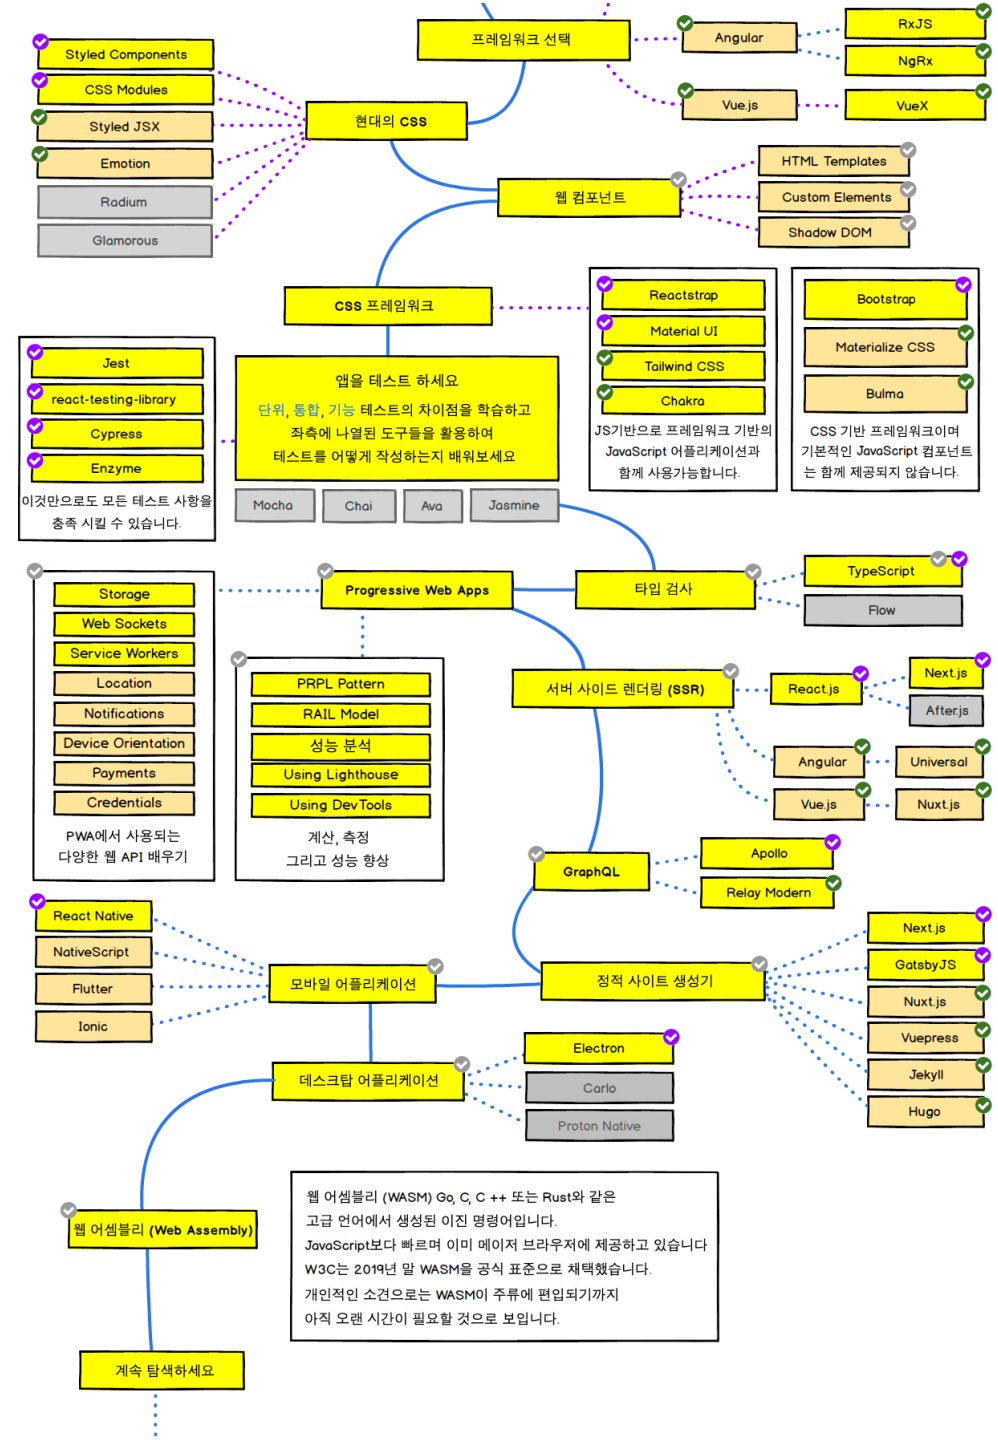 프레임워크 선택
Angular
RxJS
NgRx
Vue.js
VueX
Styled Components
CSS Modules
Styled JSX
Emotion
Radium
Glamorous
현대의 CSS
웹 컴포넌트
HTML Templates
Custom Elements
Shadow DOM
CSS 프레임워크
Reactstrap
Material UI
Tailwind CSS
Chakra
JS기반으로 프레임워크 기반의
JavaScript 어플리케이션과
함께 사용가능합니다.
Bootstrap
Materialize CSS
Bulma
CSS 기반 프레임워크이며
기본적인 JavaScript 컴포넌트
는 함께 제공되지 않습니다.
Jest
react-testing-library
Cypress
Enzyme
이것만으로도 모든 테스트 사항을
충족 시킬 수 있습니다.
앱을 테스트 하세요
단위, 통합, 기능 테스트의 차이점을 학습하고
좌측에 나열된 도구들을 활용하여
테스트를 어떻게 작성하는지 배워보세요
Mocha
Chai
Ava
Jasmine
타입 검사
TypeScript
Flow
Progressive Web Apps
Storage
Web Sockets
Service Workers
Location
Notifications
Device Orientation
Payments
Credentials
PWA에서 사용되는
다양한 웹 API 배우기
PRPL Pattern
RAIL Model
성능 분석
Using Lighthouse
Using DevTools
계산, 측정
그리고 성능 향상
서버 사이드 렌더링 (SSR)
React.js
Next.js
After.js
Angular
Universal
Vue.js
Nuxt.js
GraphQL
Apollo
Relay Modern
정적 사이트 생성기
Next.js
GatsbyJS
Nuxt.js
Vuepress
Jekyll
Hugo
모바일 어플리케이션
React Native
NativeScript
Flutter
Ionic
데스크탑 어플리케이션
Electron
Carlo
Proton Native
웹 어셈블리 (Web Assembly)
웹 어셈블리 (WASM) Go, C, C ++ 또는 Rust와 같은
고급 언어에서 생성된 이진 명령어입니다.
JavaScript보다 빠르며 이미 메이저 브라우저에 제공하고 있습니다
W3C는 2019년 말 WASM을 공식 표준으로 채택했습니다.
개인적인 소견으로는 WASM이 주류에 편입되기까지
아직 오랜 시간이 필요할 것으로 보입니다.
계속 탐색하세요